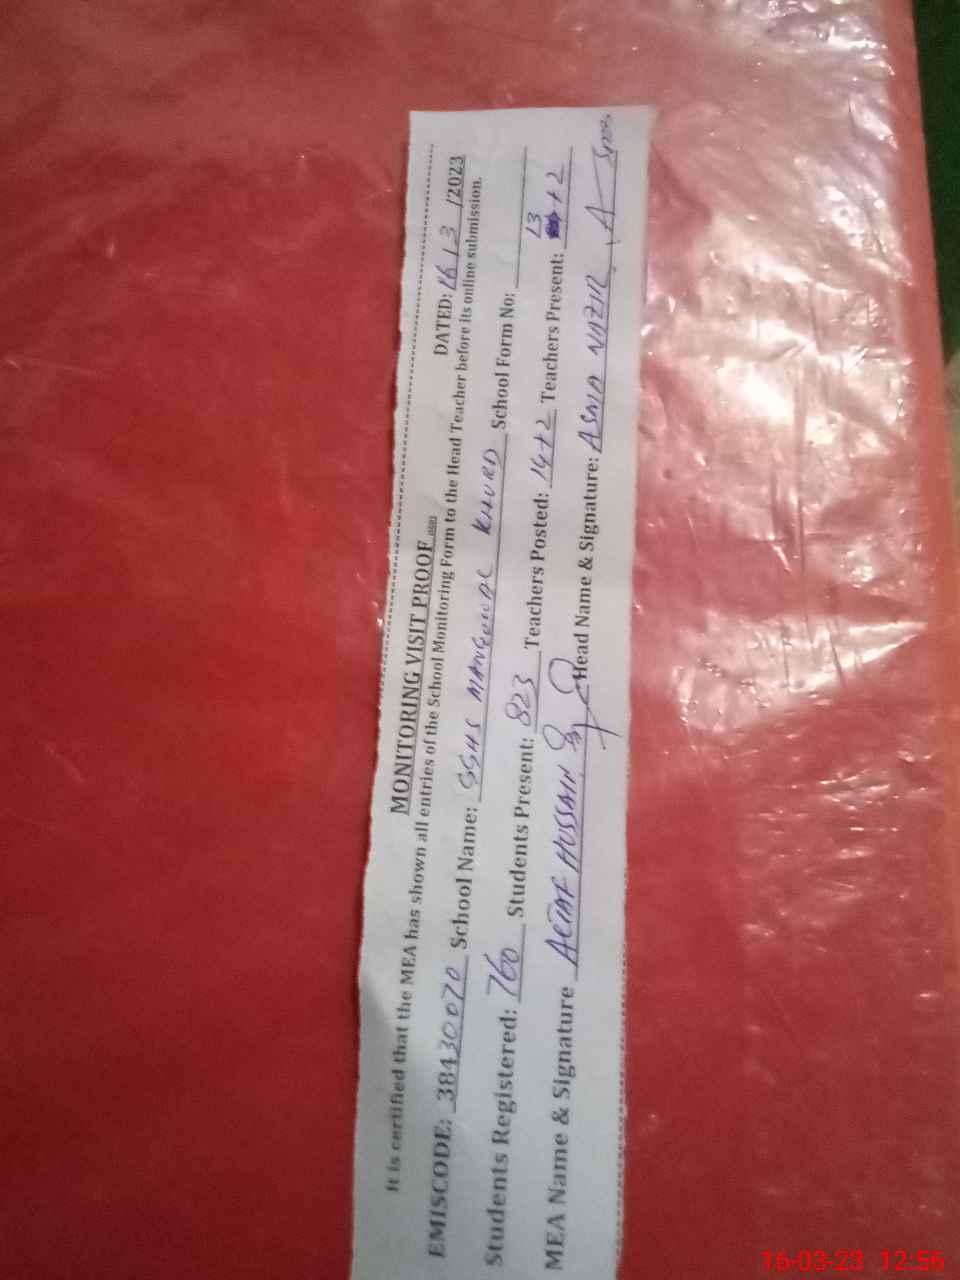 MONITORING VISIT PROOF DATED: 16/3/2023
It is certified that the MEA has shown all entries of the School Monitoring Form to the Head Teacher before its online submission.
EMISCODE: 38430070 School Name: GGHS MANGOWAL KHURD School Form No:
Students Registered: 760 Students Present: 823 Teachers Posted: 14+2 Teachers Present: 13+2
MEA Name & Signature ALTAF HUSSAIN Head Name & Signature: ASMA NAZIR
16-03-23 12:56